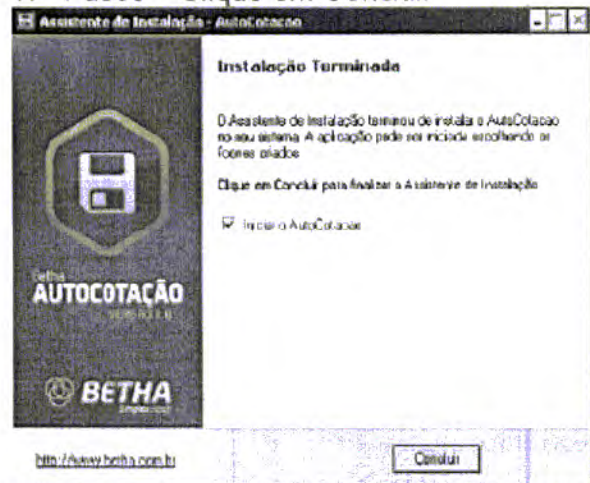 Clique em Concluir
Assistente de Instalação - AutoCotacao
Instalação Terminada
O Assistente de Instalação terminou de instalar o AutoCotacao
no seu sistema. A aplicação pode ser iniciada escolhendo os
ícones criados
Clique em Concluir para finalizar o Assistente de Instalação
Iniciar o AutoCotacao
Betha
AUTOCOTAÇÃO
BETHA
http://www.betha.com.br
Concluir